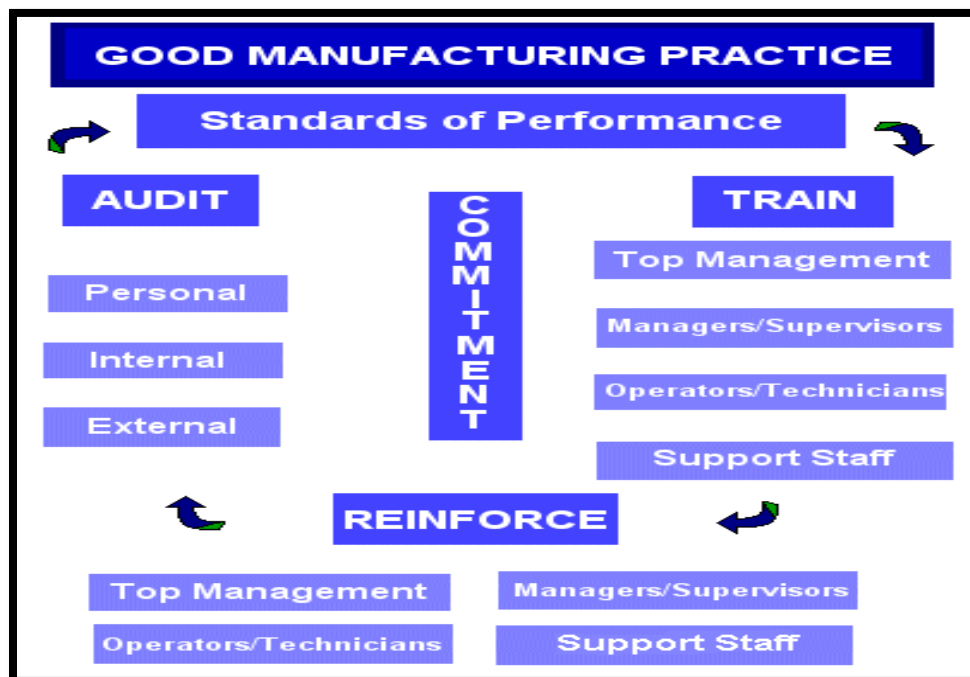 GOOD MANUFACTURING PRACTICE
Standards of Performance
AUDIT
Personal
Internal
External
COMMITMENT
TRAIN
Top Management
Managers/Supervisors
Operators/Technicians
Support Staff
REINFORCE
Top Management
Managers/Supervisors
Operators/Technicians
Support Staff